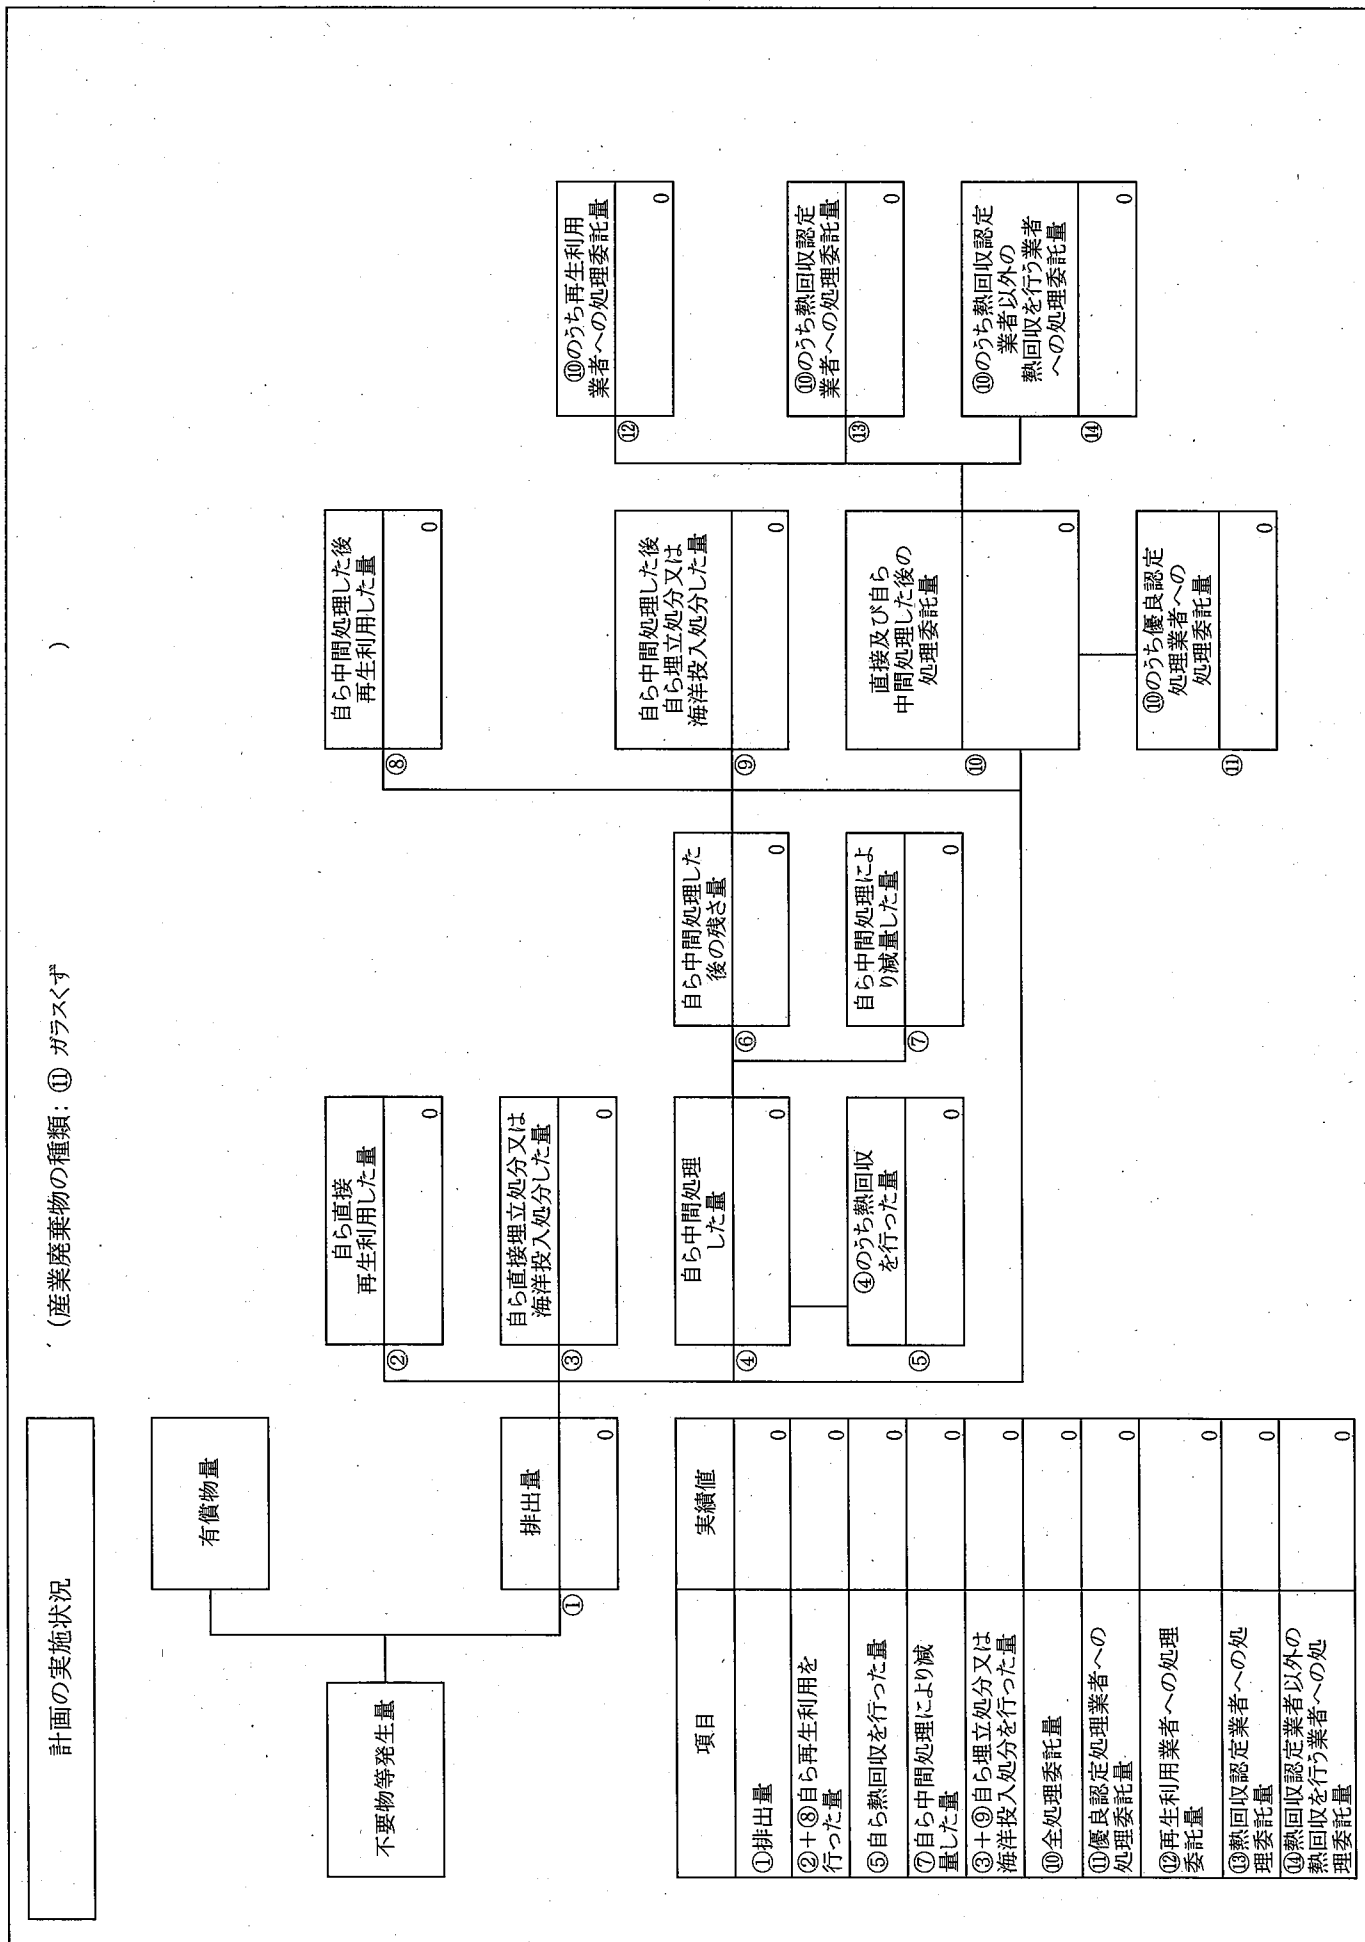 計画の実施状況
(産業廃棄物の種類: ⑪ ガラスくず
)
不要物等発生量
有償物量
排出量
①
0
自ら直接
再生利用した量
②
0
自ら直接埋立処分又は
海洋投入処分した量
③
0
自ら中間処理
した量
④
0
④のうち熱回収
を行った量
⑤
0
自ら中間処理した
後の残さ量
⑥
0
自ら中間処理によ
り減量した量
⑦
0
自ら中間処理した後
再生利用した量
⑧
0
自ら中間処理した後
自ら埋立処分又は
海洋投入処分した量
⑨
0
直接及び自ら
中間処理した後の
処理委託量
⑩
0
⑩のうち優良認定
処理業者への
処理委託量
⑪
0
⑩のうち再生利用
業者への処理委託量
⑫
0
⑩のうち熱回収認定
業者への処理委託量
⑬
0
⑩のうち熱回収認定
業者以外の
熱回収を行う業者
への処理委託量
⑭
0
項目
実績値
①排出量
0
②+⑧自ら再生利用を
行った量
0
⑤自ら熱回収を行った量
0
⑦自ら中間処理により減
量した量
0
③+⑨自ら埋立処分又は
海洋投入処分を行った量
0
⑩全処理委託量
0
⑪優良認定処理業者への
処理委託量
0
⑫再生利用業者への処理
委託量
0
⑬熱回収認定業者への処
理委託量
0
⑭熱回収認定業者以外の
熱回収を行う業者への処
理委託量
0